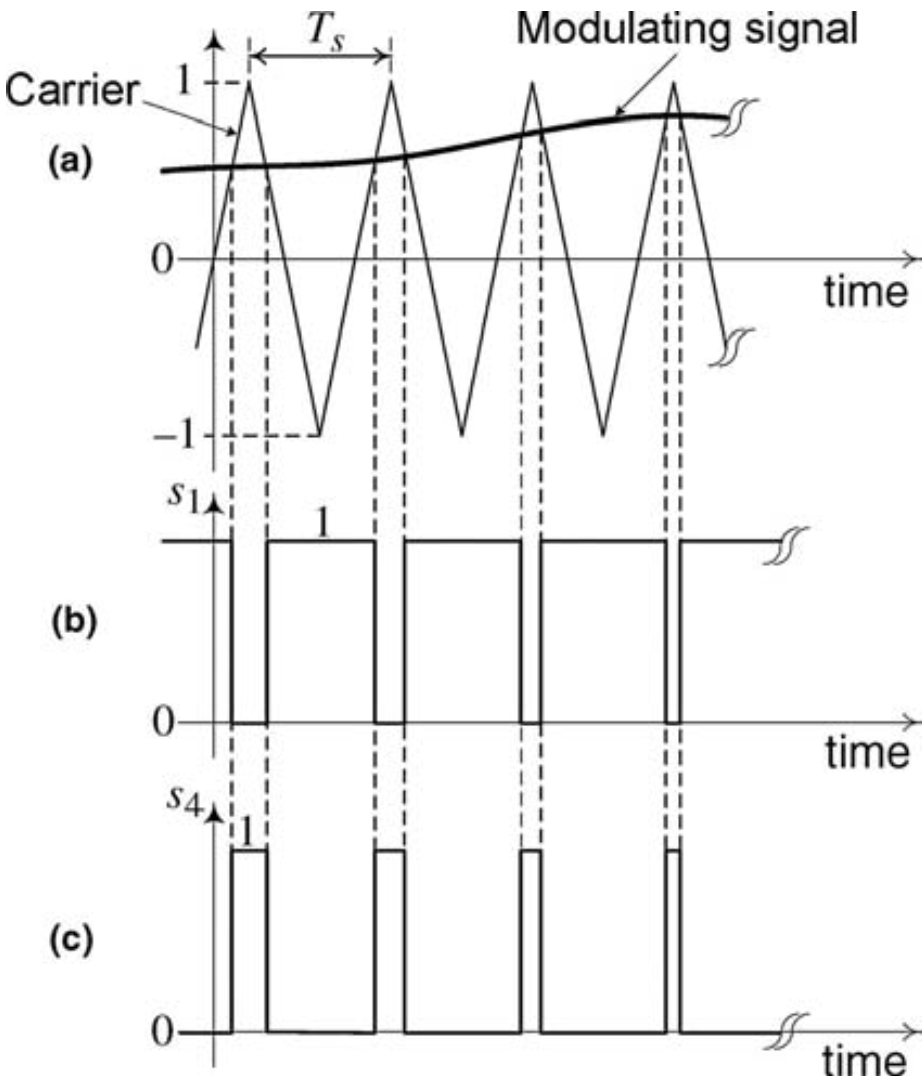 Tₛ
Modulating signal
1
Carrier
(a)
0
time
−1
s₁
1
(b)
0
time
s₄
1
(c)
0
time